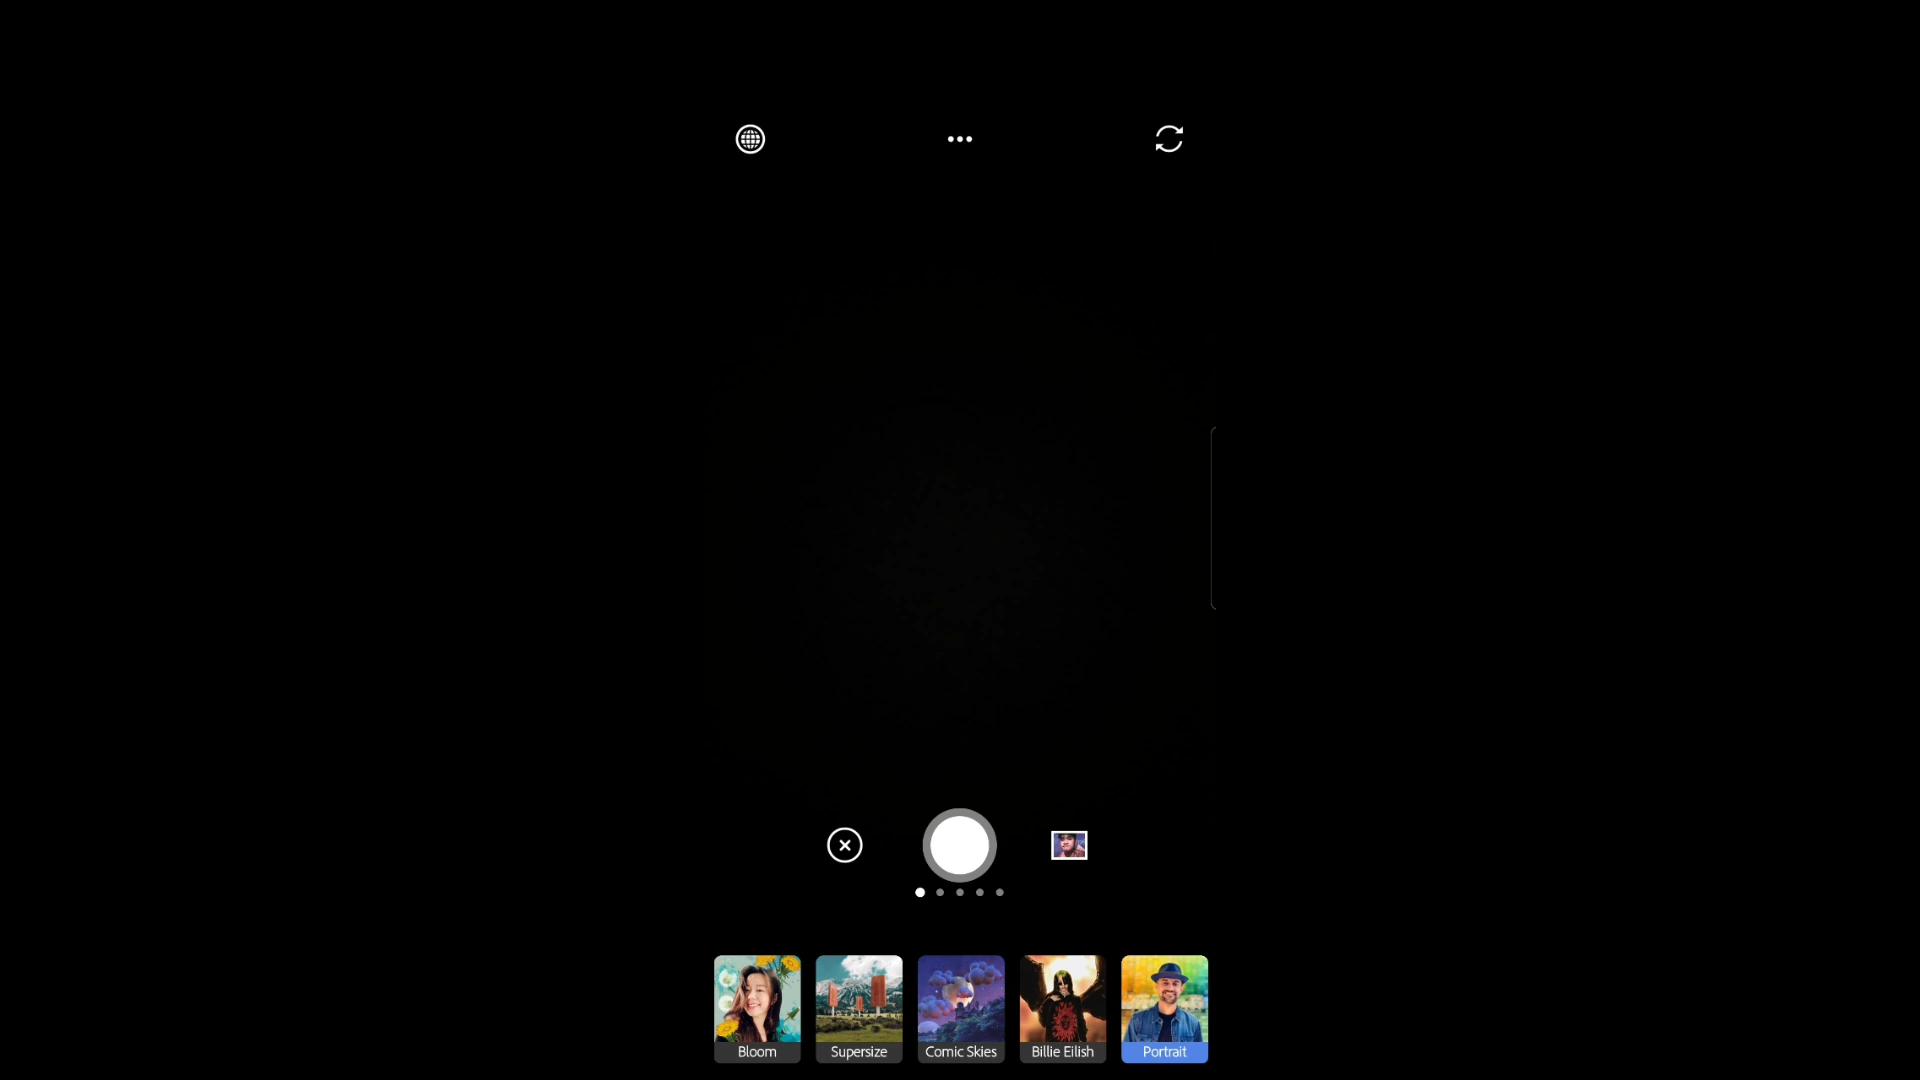 Bloom
Supersize
Comic Skies
Billie Eilish
Portrait